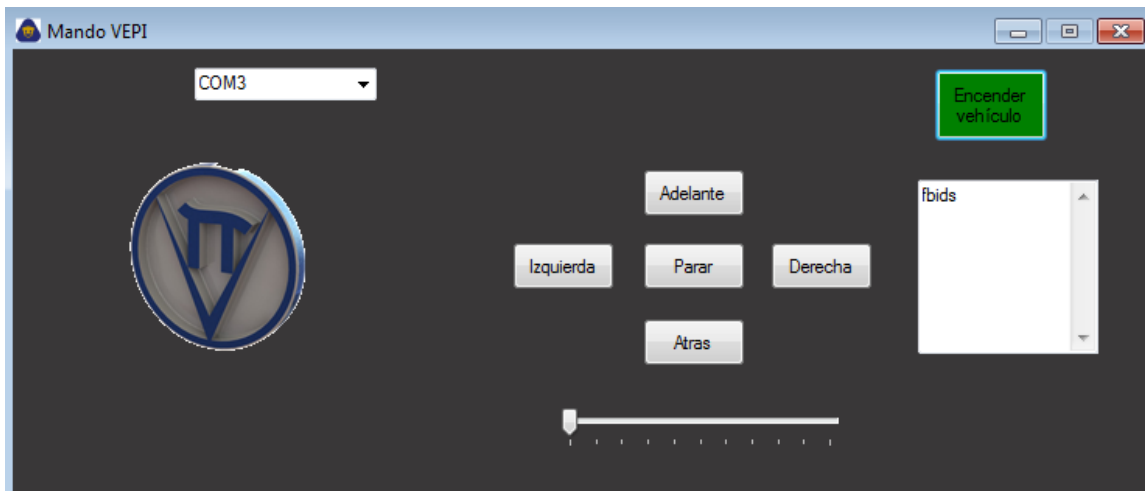 Mando VEPI
COM3
Encender
vehículo
Adelante
fbids
Izquierda
Parar
Derecha
Atras